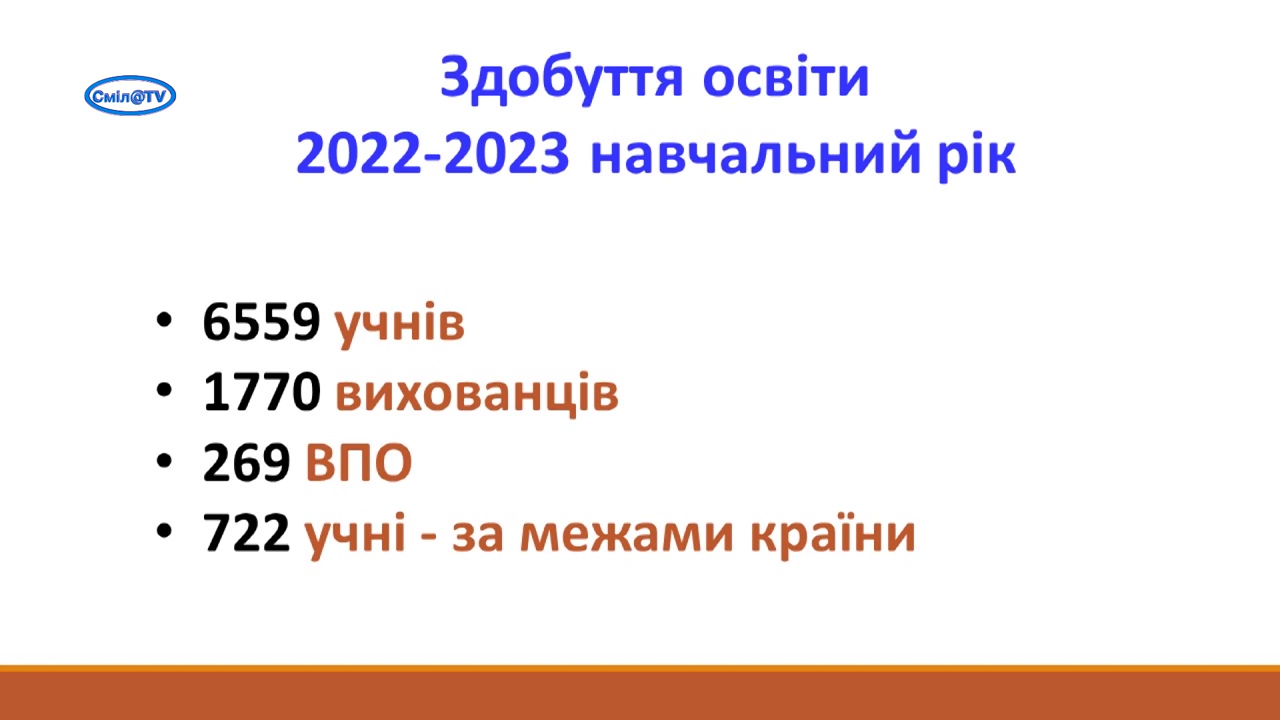 Сміл@TV
Здобуття освіти
2022-2023 навчальний рік
• 6559 учнів
• 1770 вихованців
• 269 ВПО
• 722 учні - за межами країни